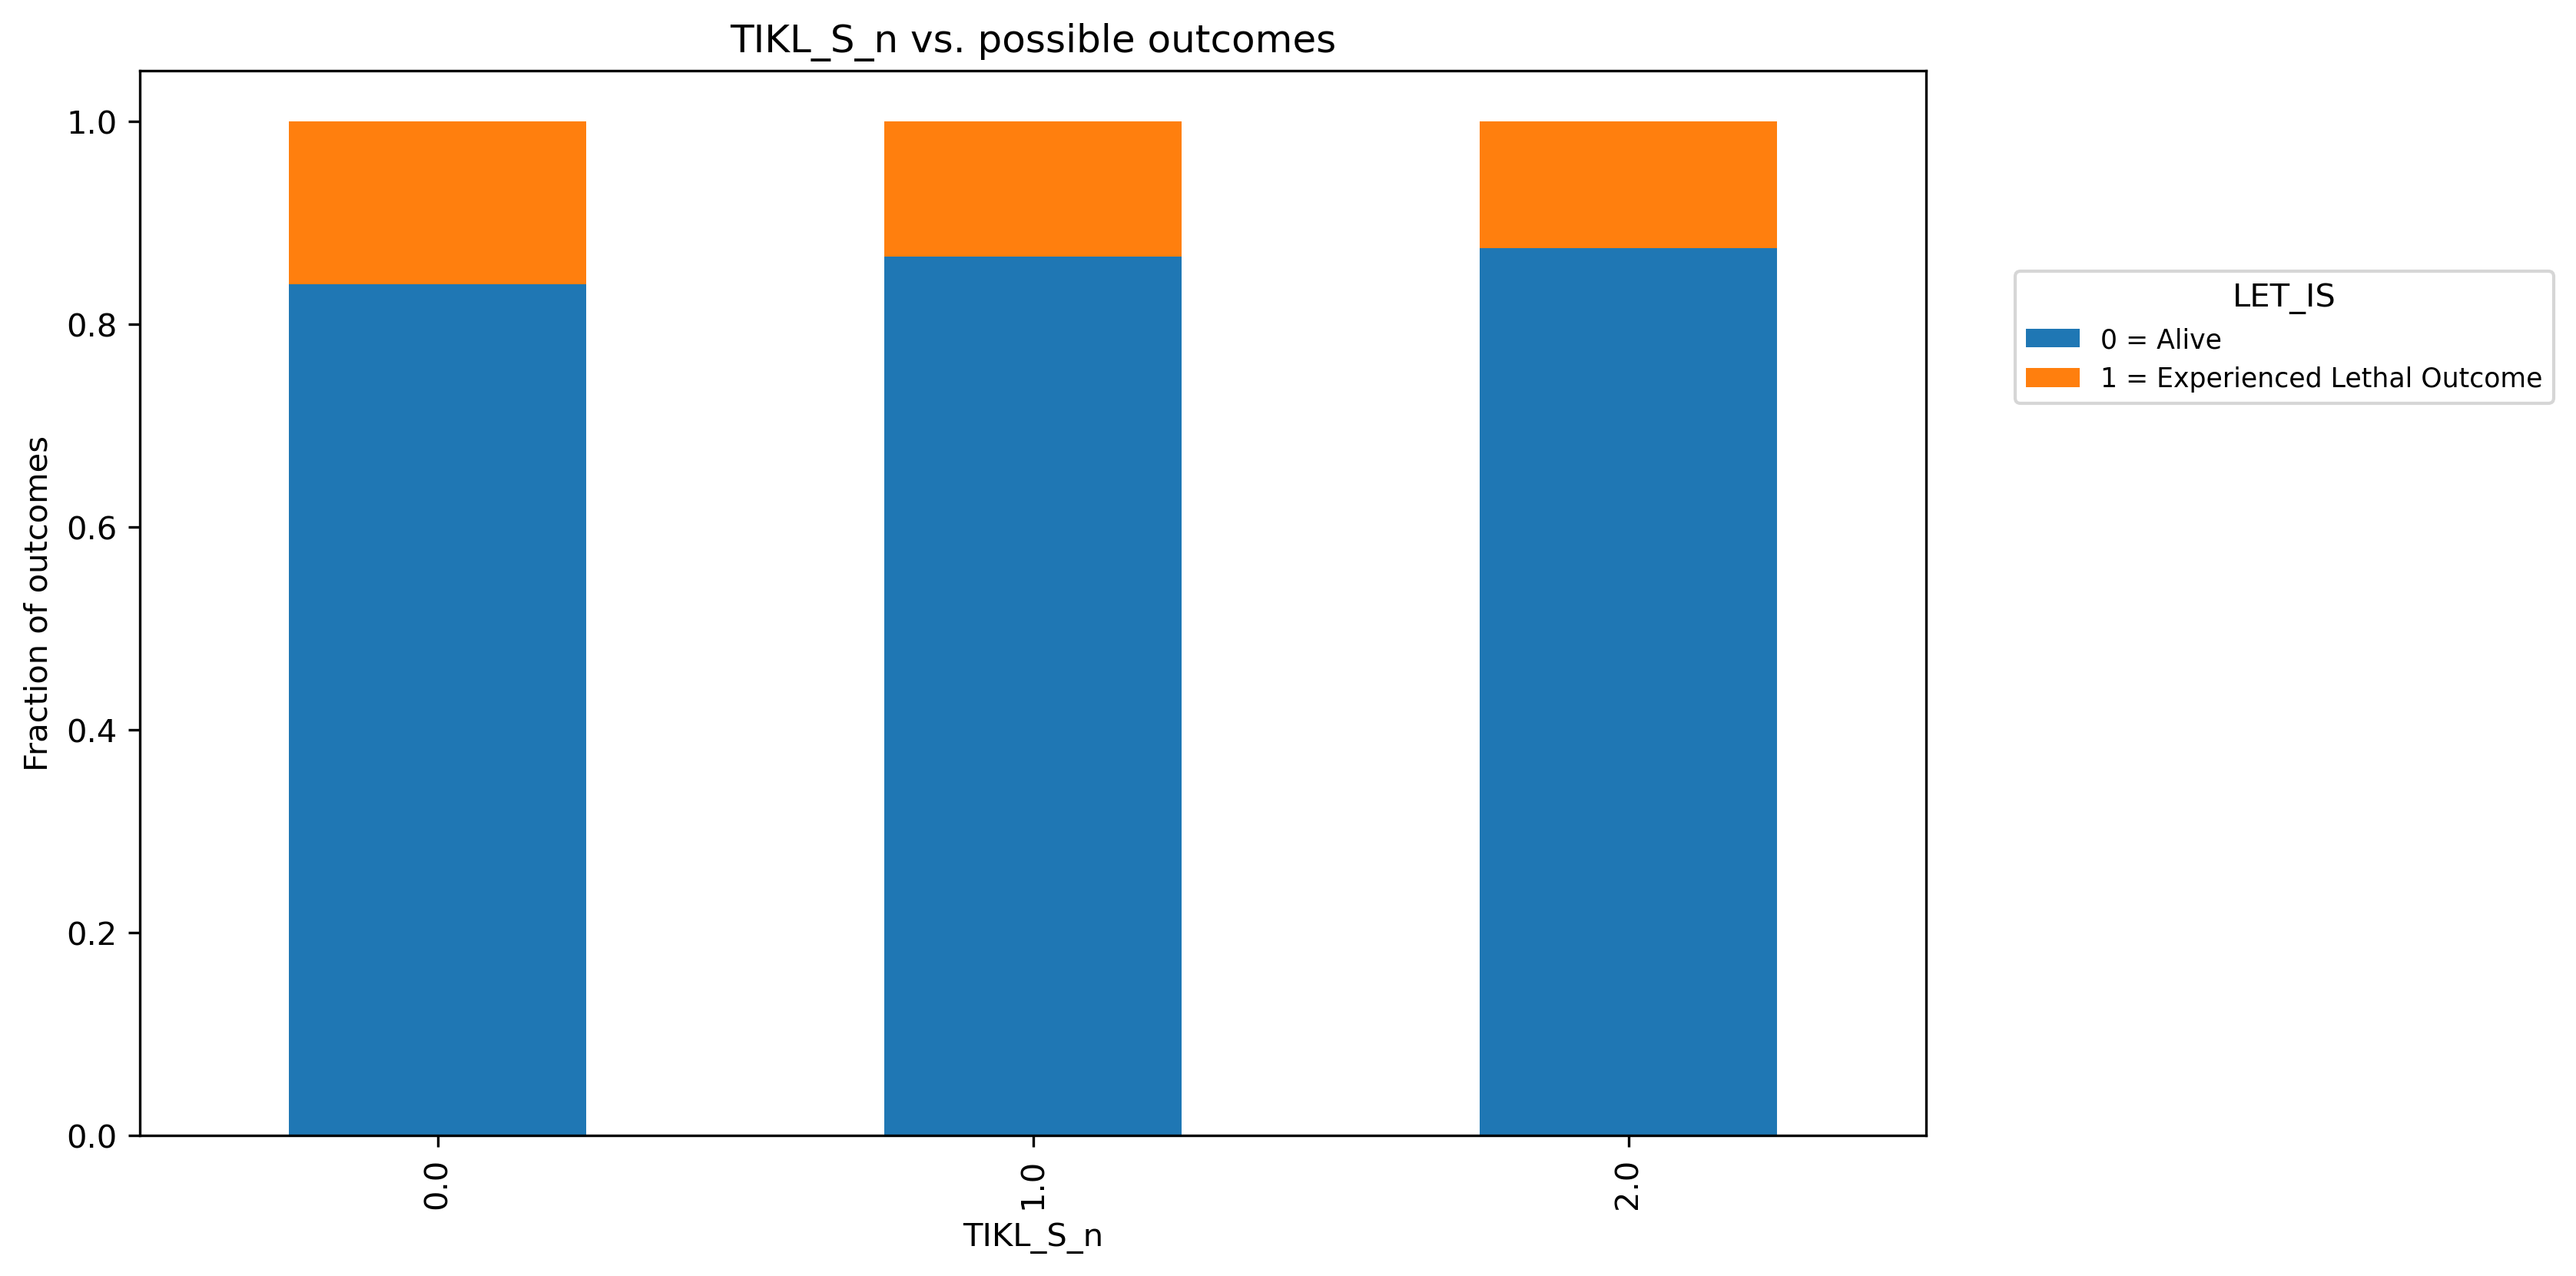 TIKL_S_n vs. possible outcomes
Fraction of outcomes
1.0
0.8
0.6
0.4
0.2
0.0
0.0
1.0
2.0
TIKL_S_n
LET_IS
0 = Alive
1 = Experienced Lethal Outcome